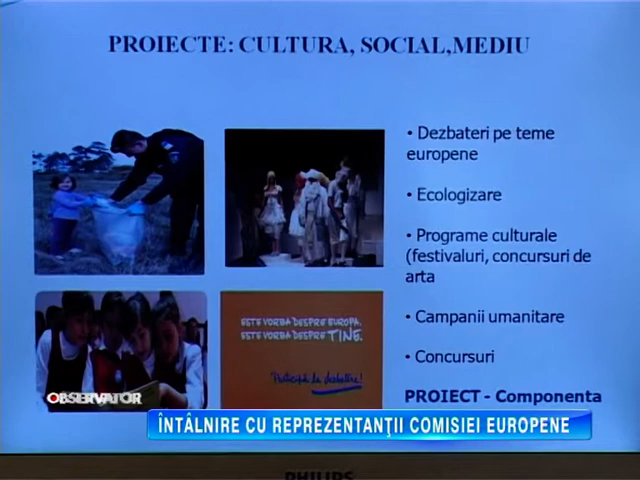 PROIECTE: CULTURA, SOCIAL,MEDIU
• Dezbateri pe teme
europene
• Ecologizare
• Programe culturale
(festivaluri, concursuri de
arta
• Campanii umanitare
• Concursuri
PROIECT - Componenta
ESTE VORBA DESPRE EUROPA.
ESTE VORBA DESPRE TINE.
Participă la dezbatere!
OBSERVATOR
ÎNTÂLNIRE CU REPREZENTANŢII COMISIEI EUROPENE
PHILIPS